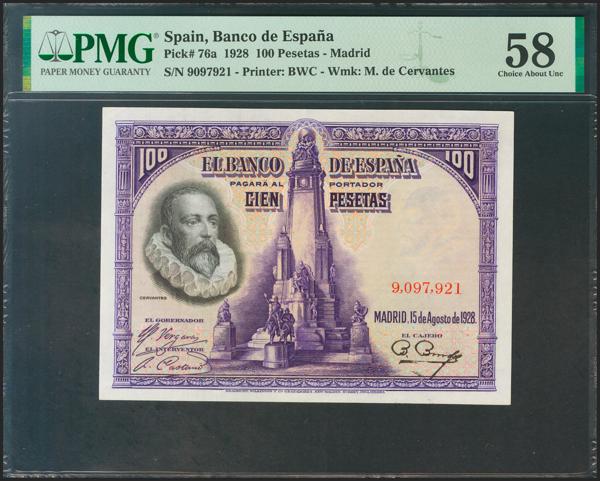 PMG
PAPER MONEY GUARANTY
Spain, Banco de España
Pick# 76a 1928 100 Pesetas - Madrid
S/N 9097921 - Printer: BWC - Wmk: M. de Cervantes
58
Choice About Unc
100
100
EL BANCO DE ESPAÑA
PAGARÁ AL PORTADOR
CIEN PESETAS
CERVANTES
9,097,921
MADRID, 15 de Agosto de 1928.
EL GOBERNADOR
EL INTERVENTOR
EL CAJERO